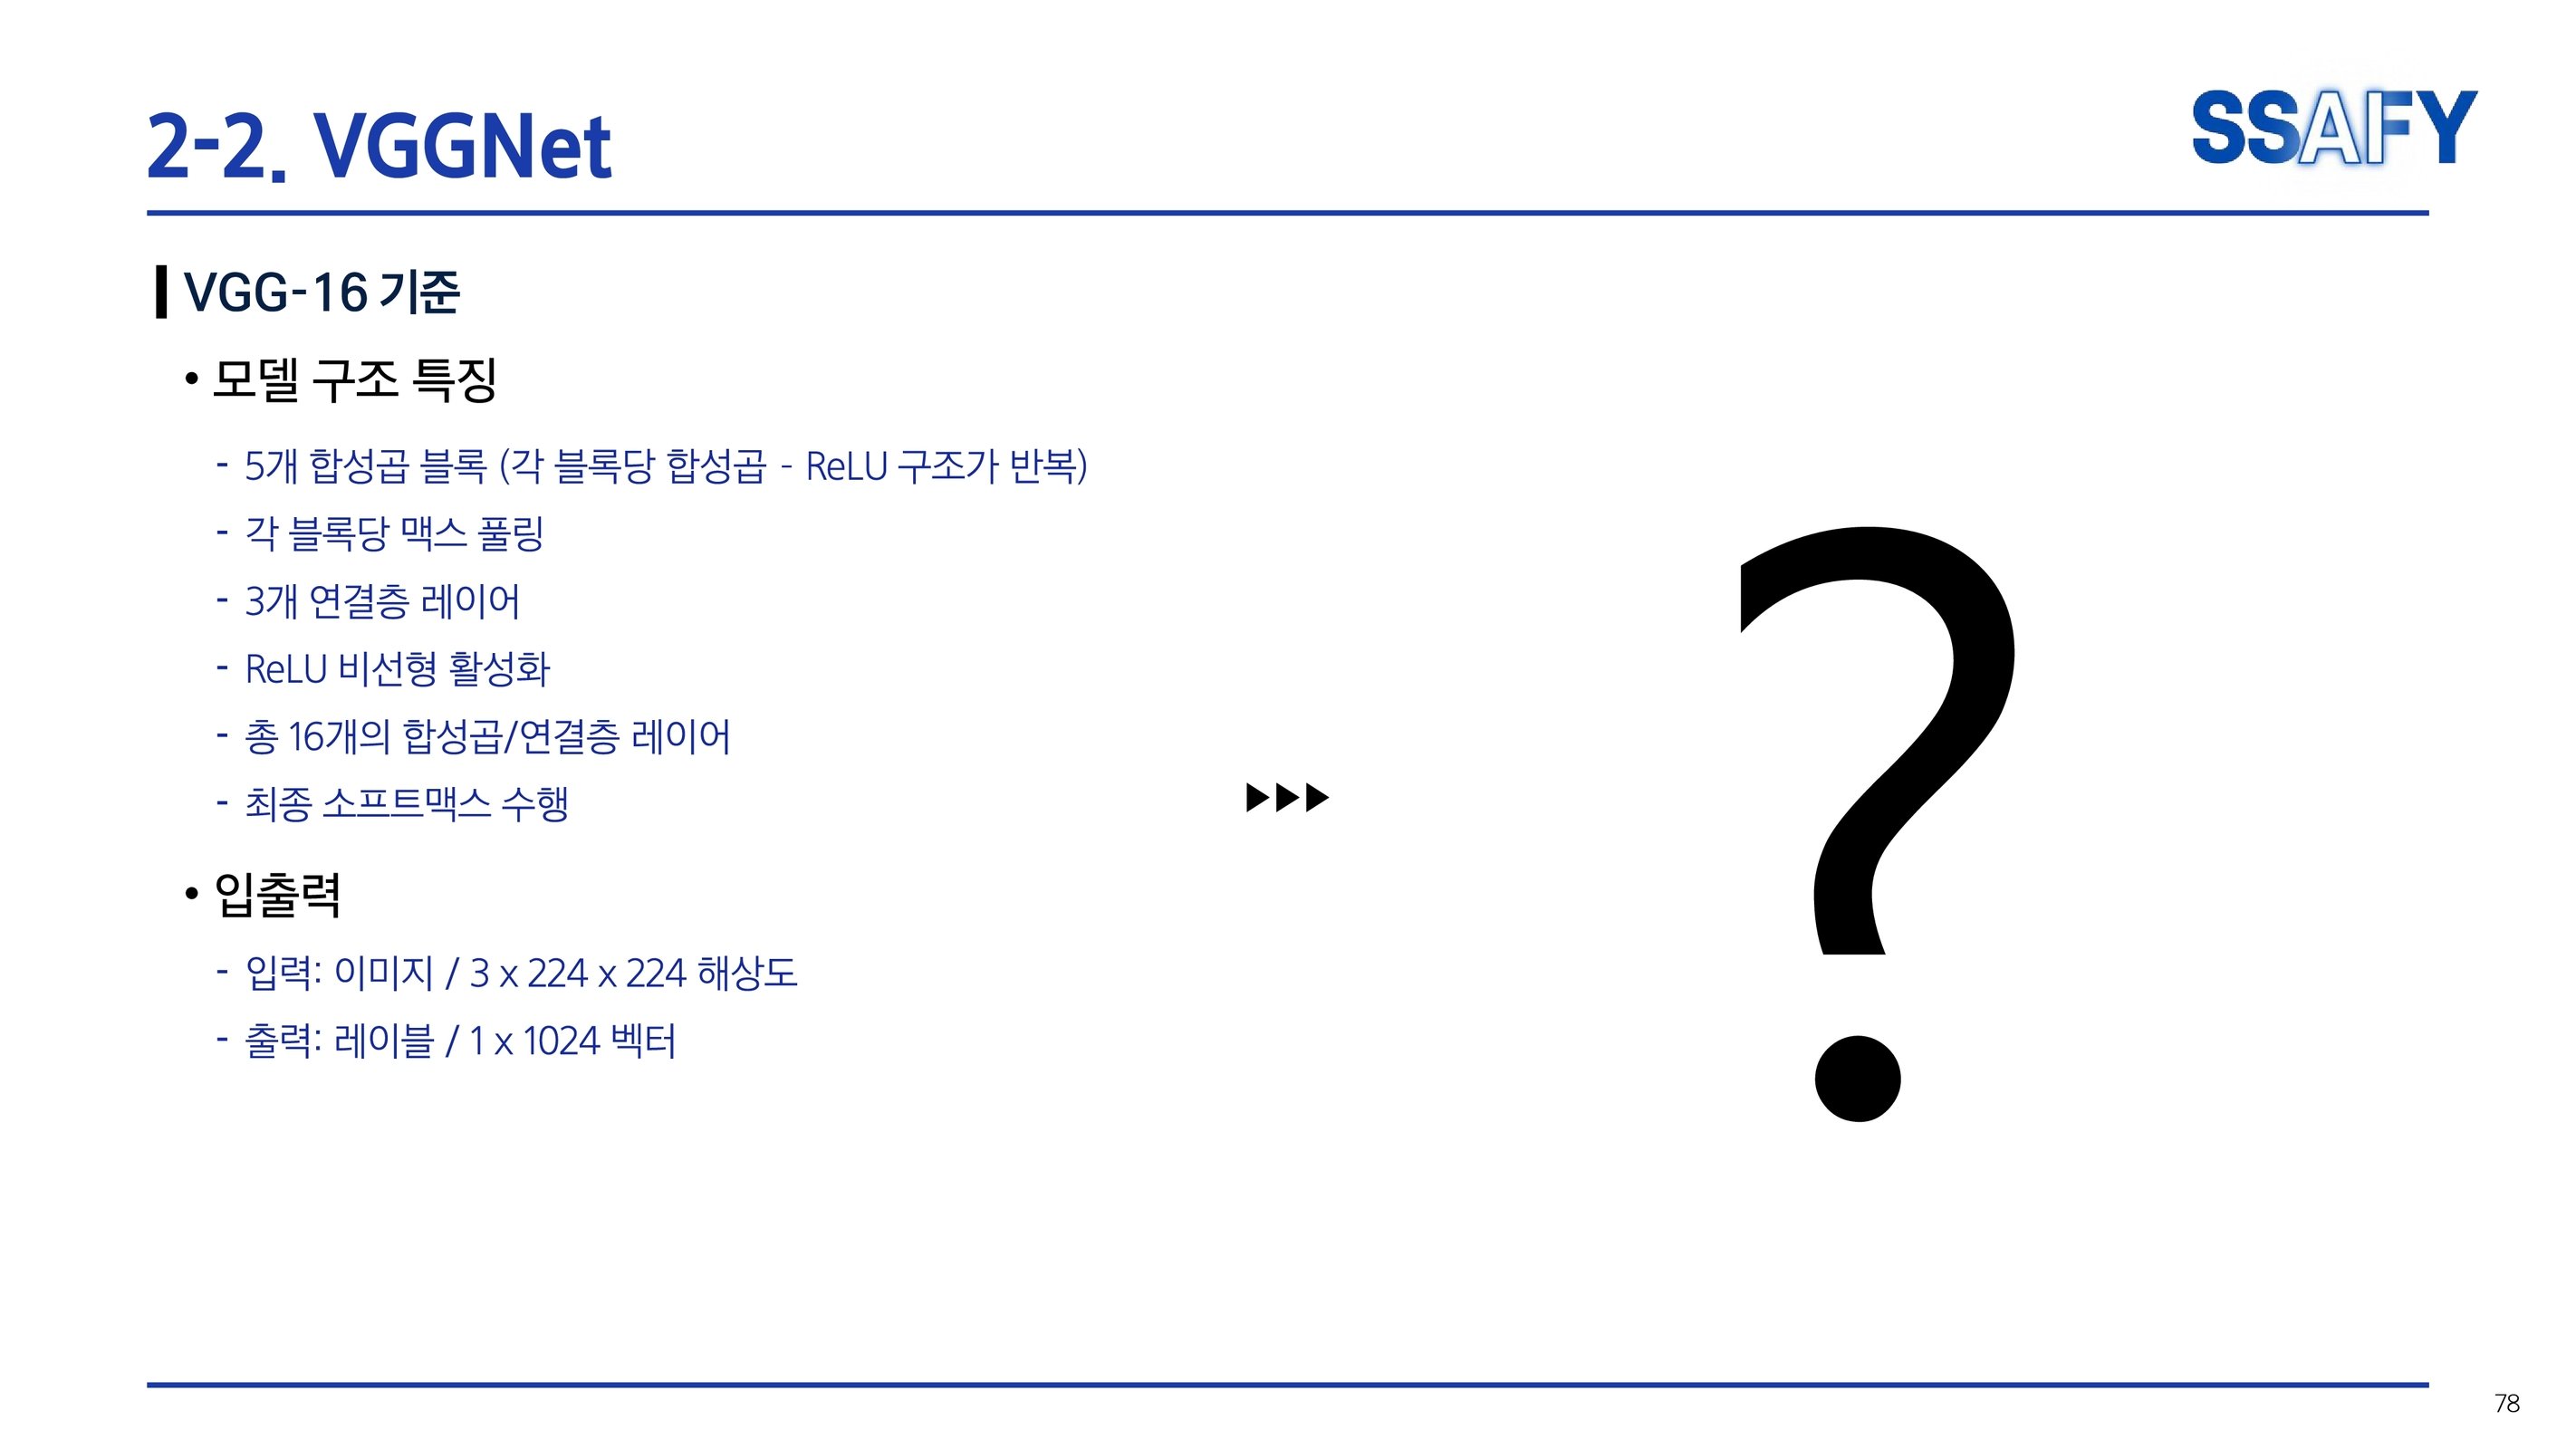 2-2. VGGNet
SSAFY
VGG-16 기준
• 모델 구조 특징
- 5개 합성곱 블록 (각 블록당 합성곱 - ReLU 구조가 반복)
- 각 블록당 맥스 풀링
- 3개 연결층 레이어
- ReLU 비선형 활성화
- 총 16개의 합성곱/연결층 레이어
- 최종 소프트맥스 수행
• 입출력
- 입력: 이미지 / 3 x 224 x 224 해상도
- 출력: 레이블 / 1 x 1024 벡터
?
78